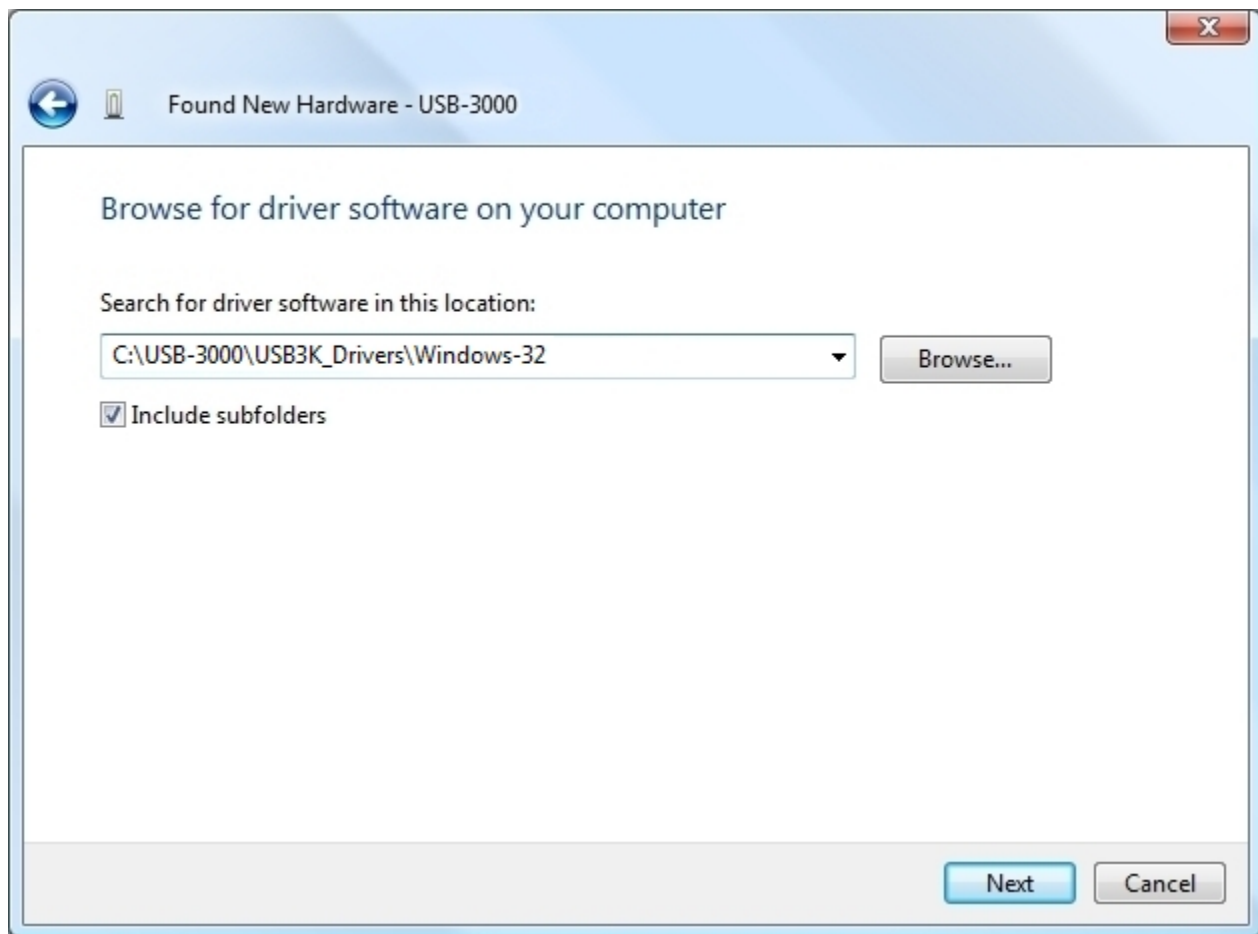 Found New Hardware - USB-3000
Browse for driver software on your computer
Search for driver software in this location:
C:\USB-3000\USB3K_Drivers\Windows-32
Browse...
Include subfolders
Next
Cancel